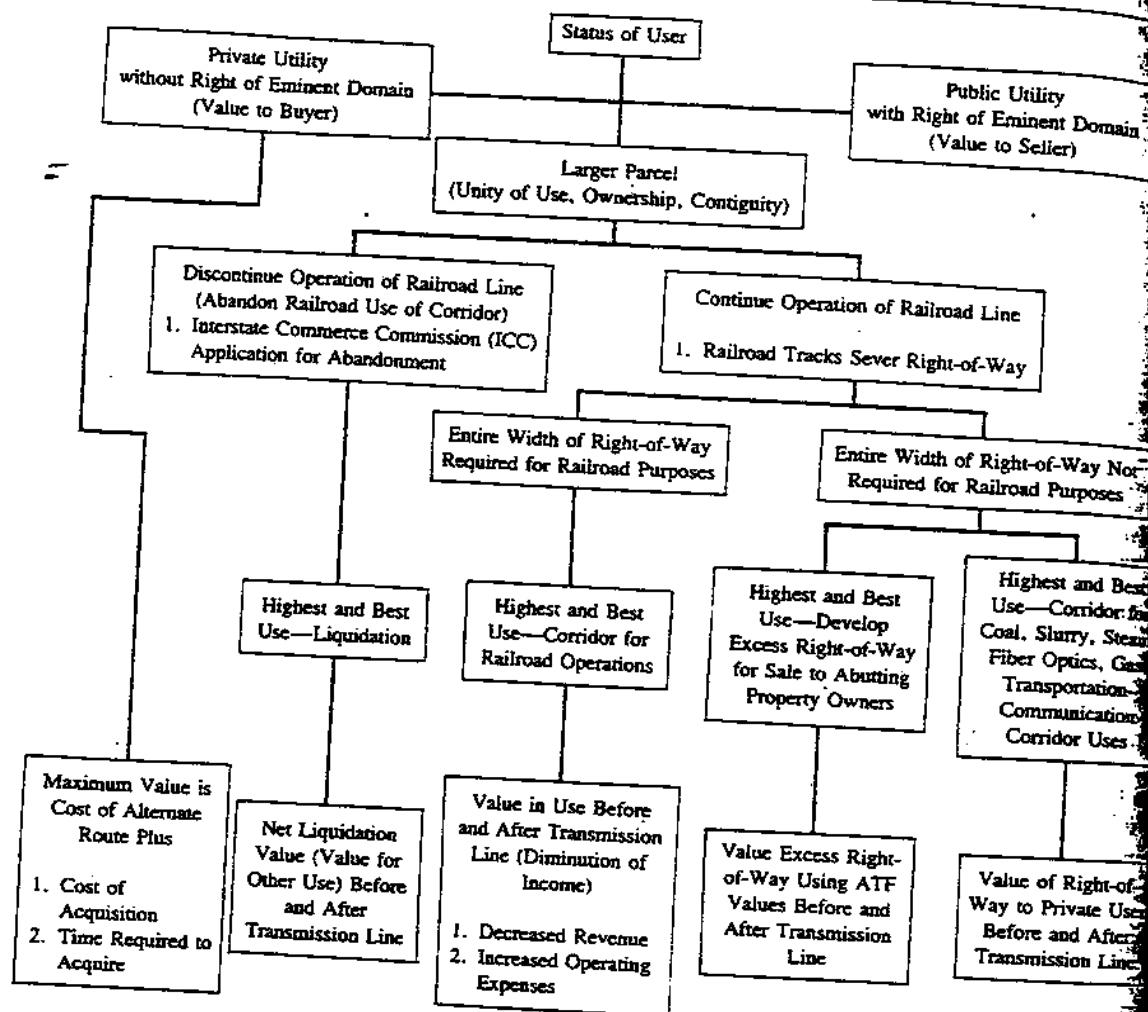 Status of User
Private Utility
without Right of Eminent Domain
(Value to Buyer)
Public Utility
with Right of Eminent Domain
(Value to Seller)
Larger Parcel
(Unity of Use, Ownership, Contiguity)
Discontinue Operation of Railroad Line
(Abandon Railroad Use of Corridor)
1. Interstate Commerce Commission (ICC)
Application for Abandonment
Continue Operation of Railroad Line
1. Railroad Tracks Sever Right-of-Way
Entire Width of Right-of-Way
Required for Railroad Purposes
Entire Width of Right-of-Way Not
Required for Railroad Purposes
Highest and Best
Use—Liquidation
Highest and Best
Use—Corridor for
Railroad Operations
Highest and Best
Use—Develop
Excess Right-of-Way
for Sale to Abutting
Property Owners
Highest and Best
Use—Corridor for
Coal, Slurry, Steam
Fiber Optics, Gas
Transportation-
Communication
Corridor Uses
Maximum Value is
Cost of Alternate
Route Plus
1. Cost of
Acquisition
2. Time Required to
Acquire
Net Liquidation
Value (Value for
Other Use) Before
and After
Transmission Line
Value in Use Before
and After Transmission
Line (Diminution of
Income)
1. Decreased Revenue
2. Increased Operating
Expenses
Value Excess Right-
of-Way Using ATF
Values Before and
After Transmission
Line
Value of Right-of-
Way to Private Use
Before and After
Transmission Line